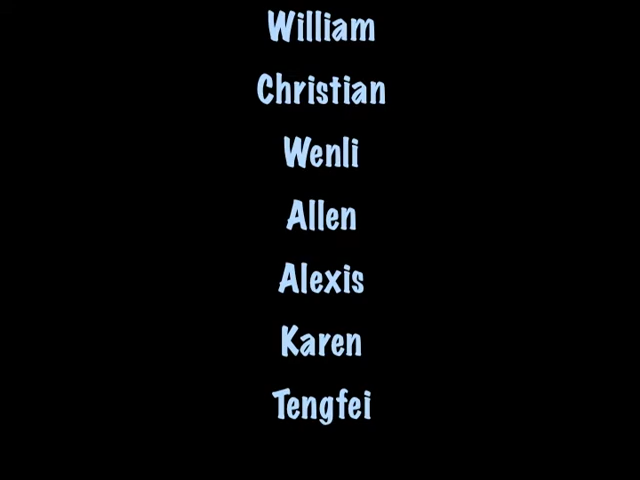 William
Christian
Wenli
Allen
Alexis
Karen
Tengfei